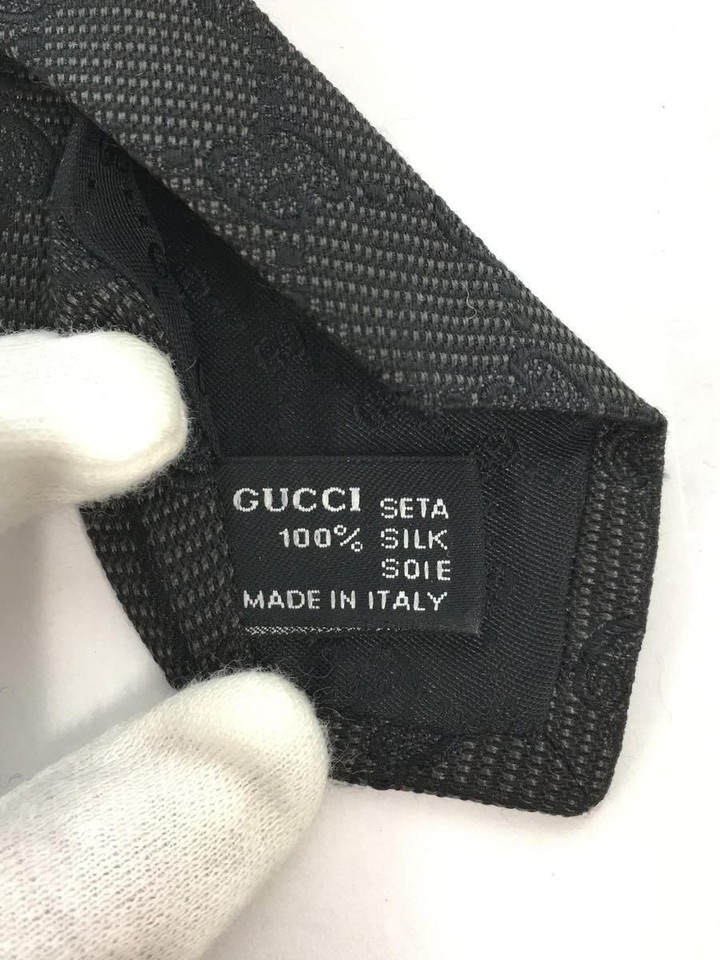 GUCCI SETA
100% SILK
SOIE
MADE IN ITALY